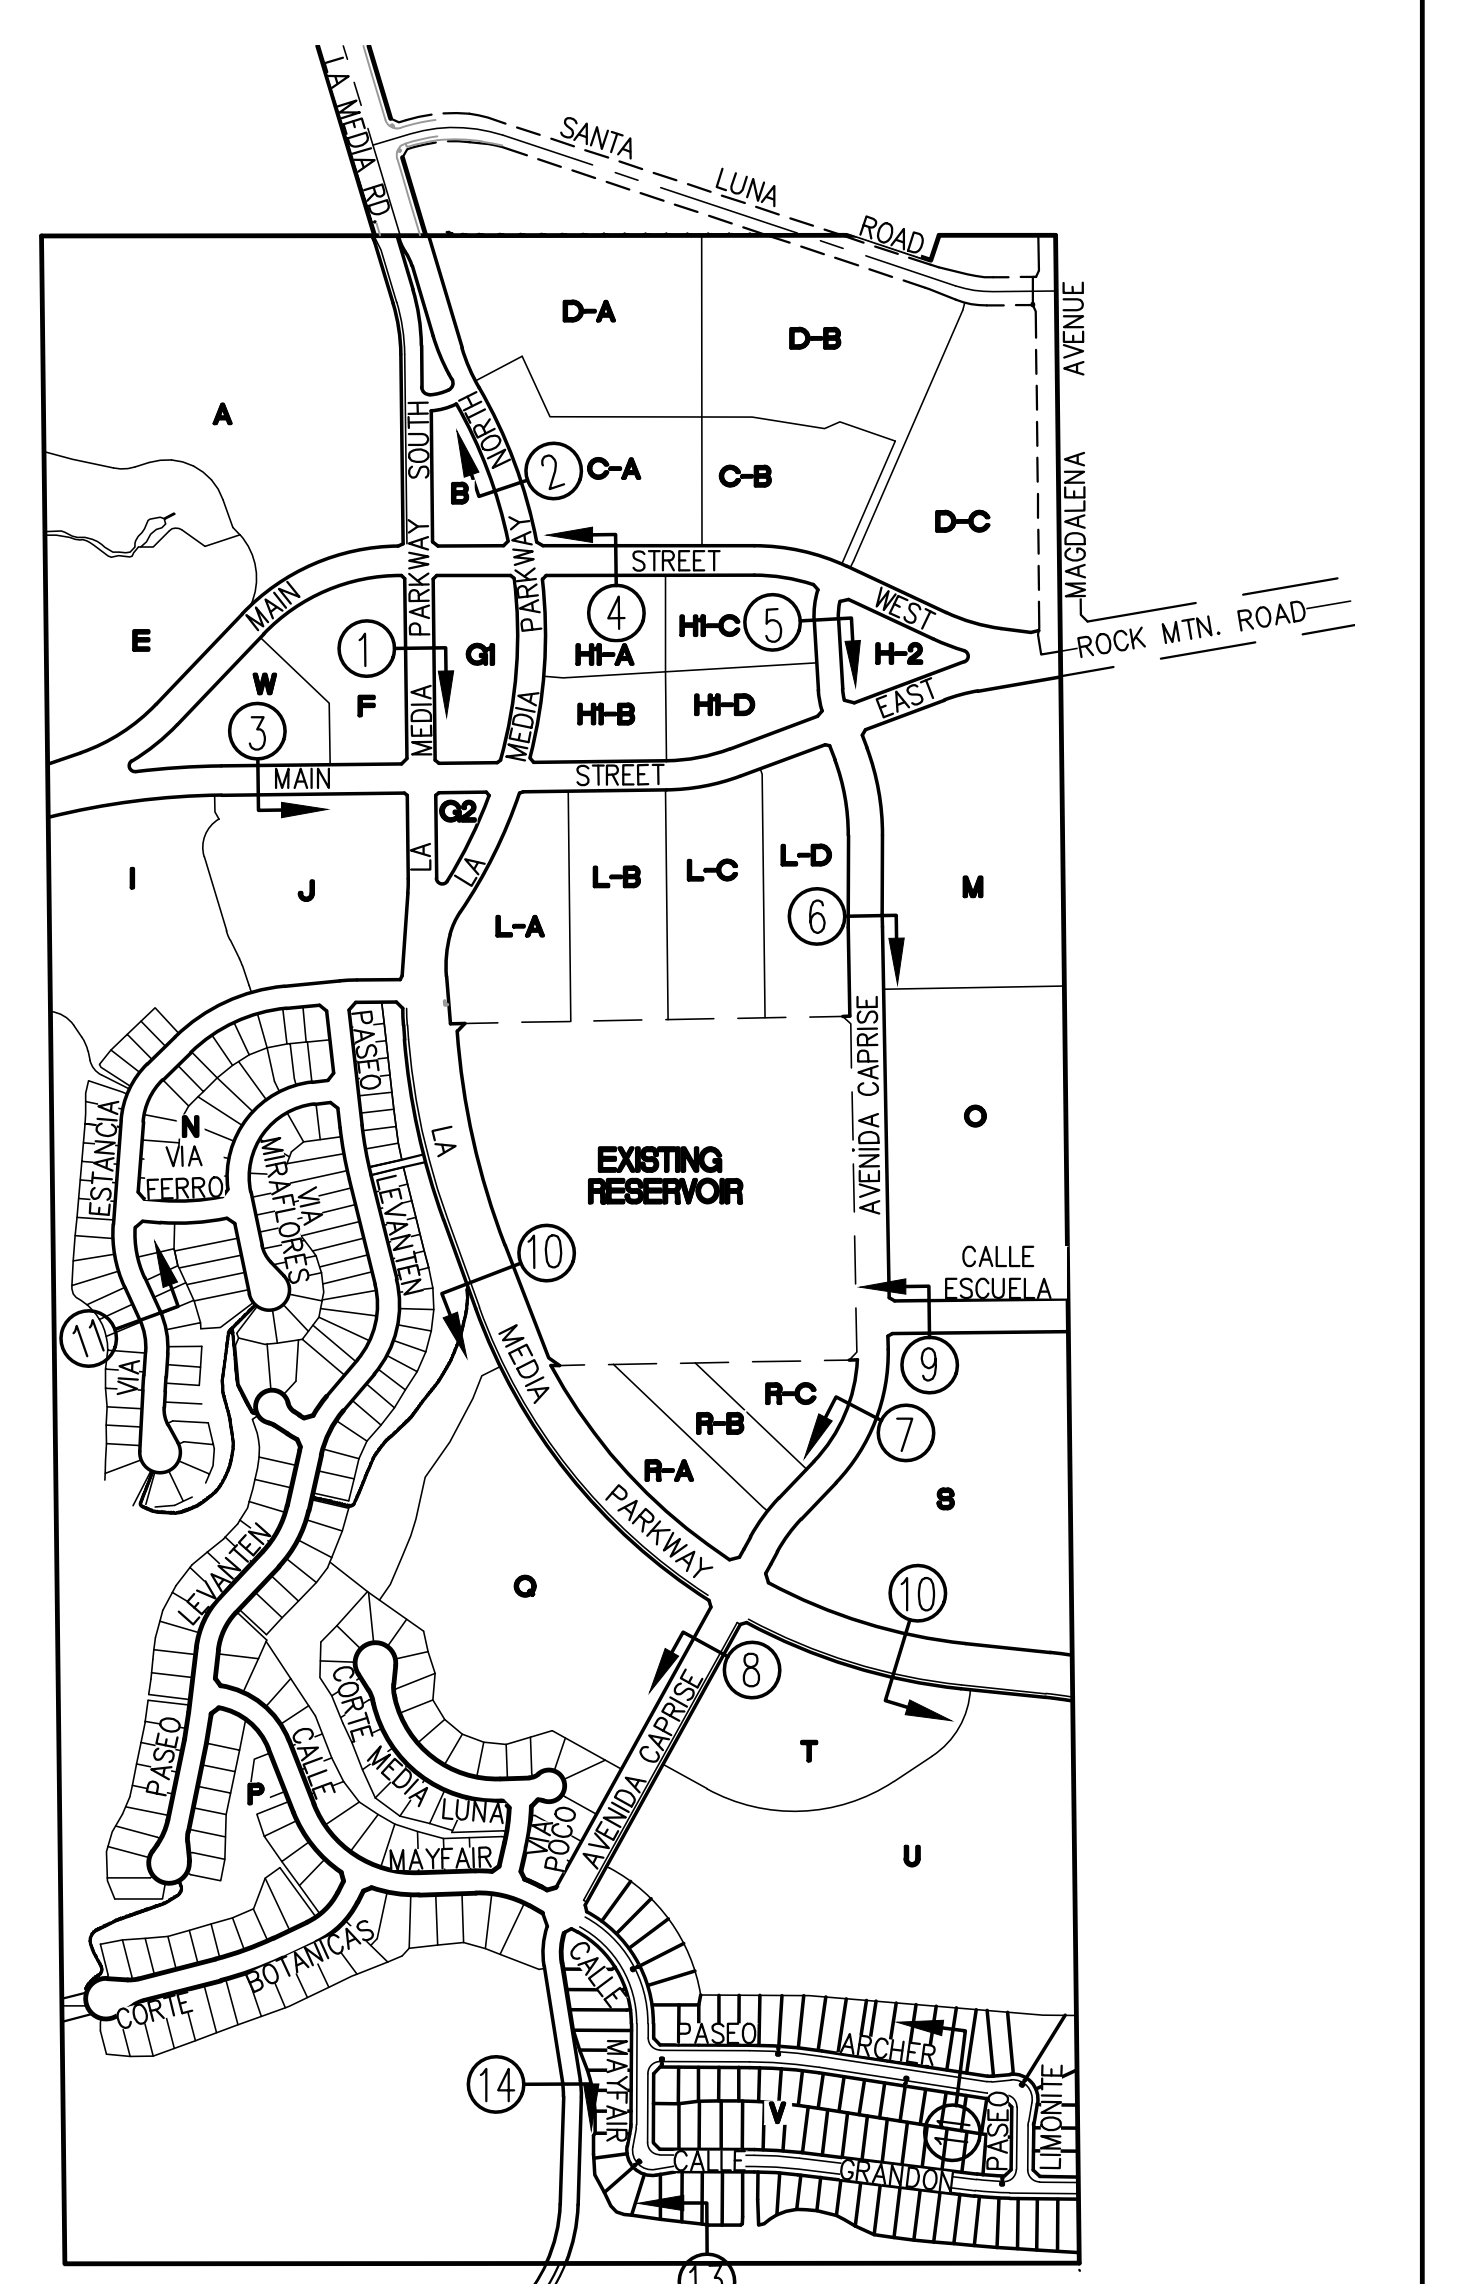 LA MEDIA RD.
SANTA
LUNA
ROAD
MAGDALENA AVENUE
D-A
D-B
A
SOUTH
NORTH
2
C-A
C-B
B
D-C
STREET
MAIN
PARKWAY
PARKWAY
4
WEST
5
H1-C
ROCK MTN. ROAD
E
1
Q1
H1-A
H-2
W
F
EAST
3
MEDIA
MEDIA
H1-B
H1-D
MAIN
STREET
Q2
LA
LA
I
J
L-A
L-B
L-C
L-D
M
6
PASEO
AVENIDA CAPRISE
ESTANCIA
N
VIA
FERRO
MIRAFLORES
VIA
LEVANTEN
LA
O
EXISTING
RESERVOIR
10
CALLE
ESCUELA
11
VIA
MEDIA
9
R-C
R-B
R-A
7
S
PARKWAY
LEVANTEN
Q
10
8
CORTE MEDIA
LUNA
AVENIDA CAPRISE
PASEO
CALLE
P
T
VIA
POCO
MAYFAIR
U
BOTANICAS
CORTE
CALLE
PASEO
ARCHER
14
MAYFAIR
V
11
PASEO
LIMONITE
CALLE
GRANDON
13